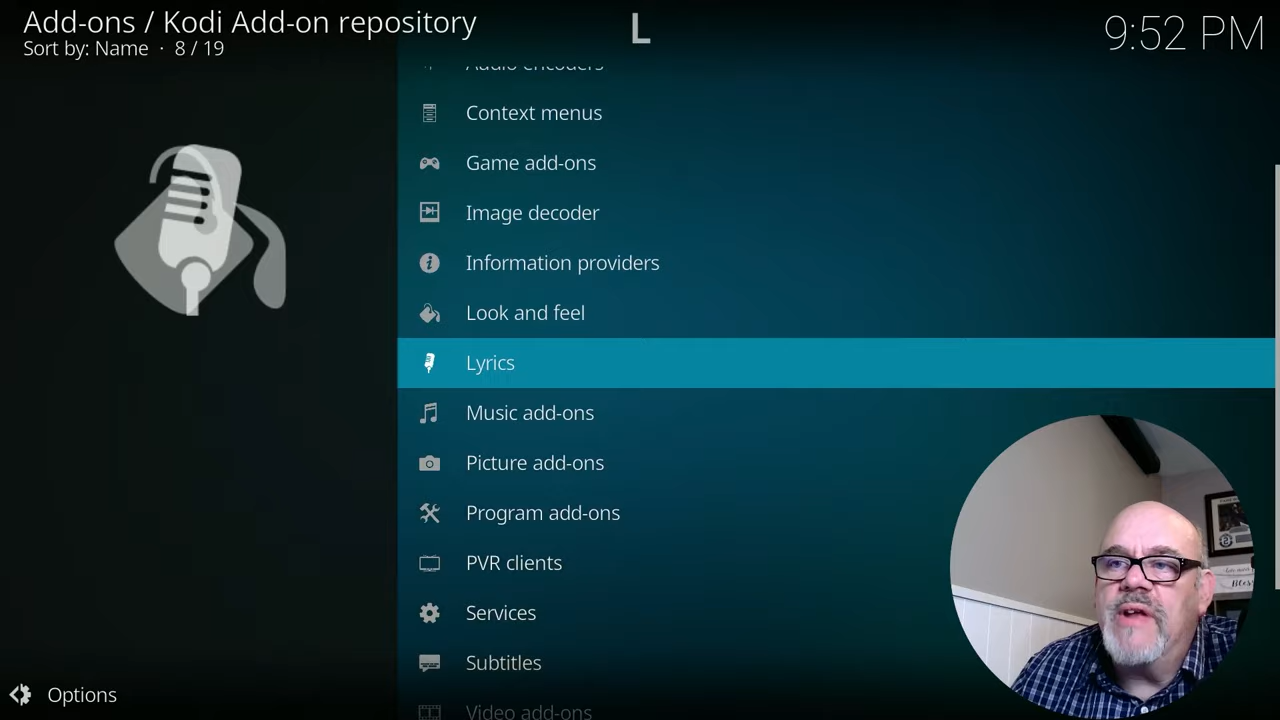 Add-ons / Kodi Add-on repository
Sort by: Name · 8 / 19
L
9:52 PM
Audio encoders
Context menus
Game add-ons
Image decoder
Information providers
Look and feel
Lyrics
Music add-ons
Picture add-ons
Program add-ons
PVR clients
Services
Subtitles
Video add-ons
Options